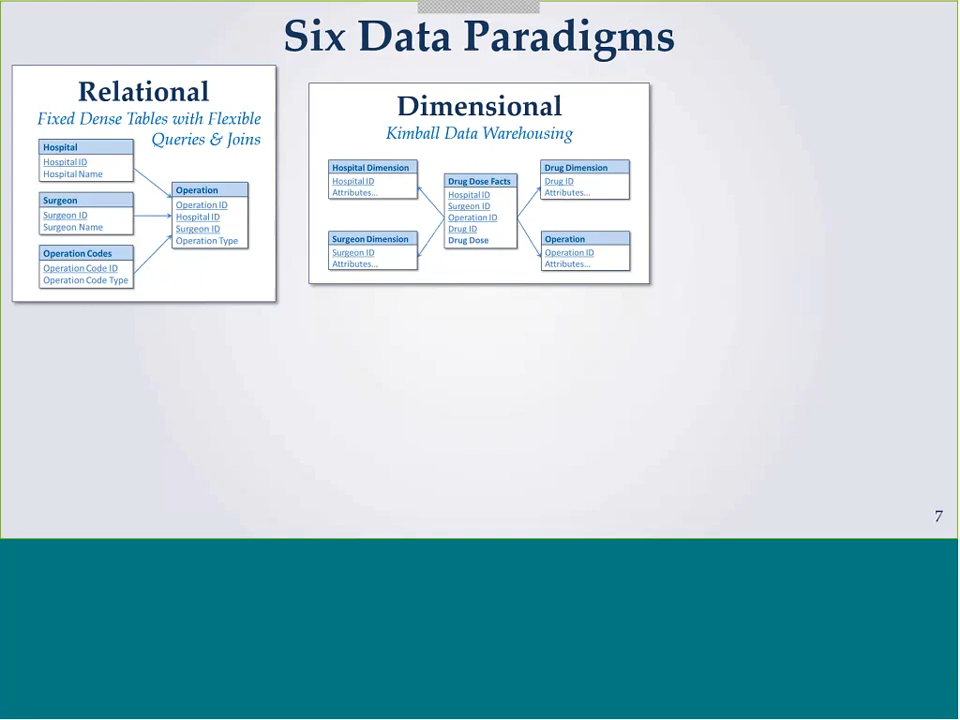 Six Data Paradigms
Relational
Fixed Dense Tables with Flexible
Queries & Joins
Hospital
Hospital ID
Hospital Name
Surgeon
Surgeon ID
Surgeon Name
Operation Codes
Operation Code ID
Operation Code Type
Operation
Operation ID
Hospital ID
Surgeon ID
Operation Type
Dimensional
Kimball Data Warehousing
Hospital Dimension
Hospital ID
Attributes...
Surgeon Dimension
Surgeon ID
Attributes...
Drug Dose Facts
Hospital ID
Surgeon ID
Operation ID
Drug ID
Drug Dose
Drug Dimension
Drug ID
Attributes...
Operation
Operation ID
Attributes...
7